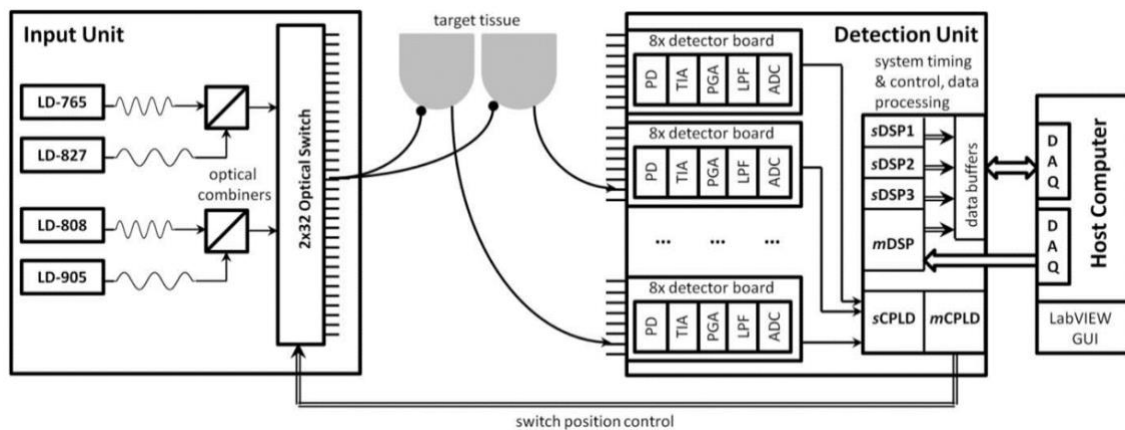 Input Unit
LD-765
LD-827
optical
combiners
LD-808
LD-905
2x32 Optical Switch
target tissue
Detection Unit
8x detector board
PD
TIA
PGA
LPF
ADC
8x detector board
PD
TIA
PGA
LPF
ADC
...
...
...
8x detector board
PD
TIA
PGA
LPF
ADC
system timing
& control, data
processing
sDSP1
sDSP2
sDSP3
mDSP
data buffers
sCPLD
mCPLD
DAQ
DAQ
Host Computer
LabVIEW
GUI
switch position control